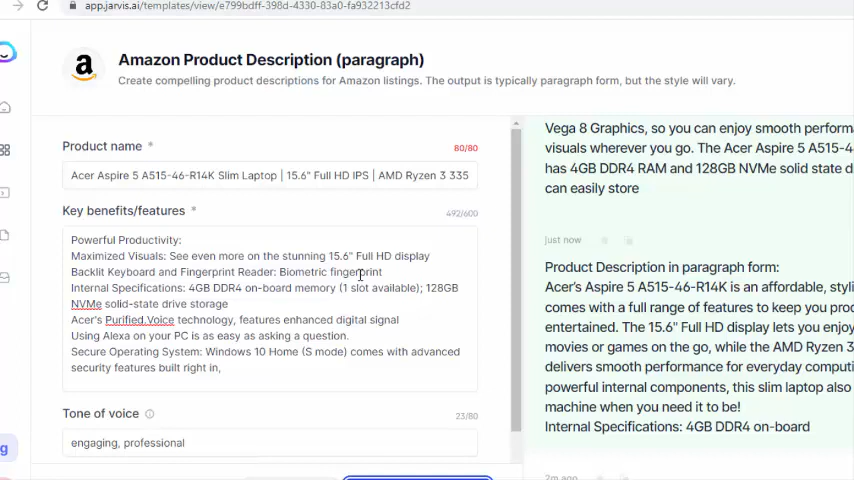 app.jarvis.ai/templates/view/e799bdff-398d-4330-83a0-fa932213cfd2
a
Amazon Product Description (paragraph)
Create compelling product descriptions for Amazon listings. The output is typically paragraph form, but the style will vary.
Product name *
80/80
Acer Aspire 5 A515-46-R14K Slim Laptop | 15.6" Full HD IPS | AMD Ryzen 3 335
Key benefits/features *
492/600
Powerful Productivity:
Maximized Visuals: See even more on the stunning 15.6" Full HD display
Backlit Keyboard and Fingerprint Reader: Biometric fingerprint
Internal Specifications: 4GB DDR4 on-board memory (1 slot available); 128GB
NVMe solid-state drive storage
Acer's Purified.Voice technology, features enhanced digital signal
Using Alexa on your PC is as easy as asking a question.
Secure Operating System: Windows 10 Home (S mode) comes with advanced
security features built right in,
Tone of voice
23/80
engaging, professional
g
Vega 8 Graphics, so you can enjoy smooth perform
visuals wherever you go. The Acer Aspire 5 A515-4
has 4GB DDR4 RAM and 128GB NVMe solid state d
can easily store
just now
Product Description in paragraph form:
Acer's Aspire 5 A515-46-R14K is an affordable, styli
comes with a full range of features to keep you proc
entertained. The 15.6" Full HD display lets you enjoy
movies or games on the go, while the AMD Ryzen 3
delivers smooth performance for everyday computi
powerful internal components, this slim laptop also
machine when you need it to be!
Internal Specifications: 4GB DDR4 on-board
2m ago